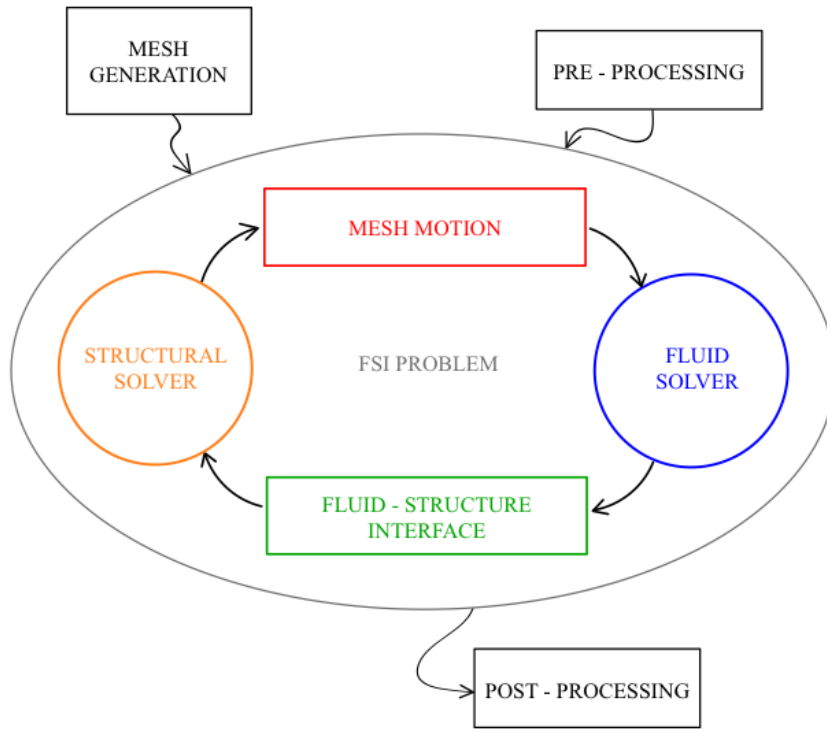 MESH
GENERATION
PRE - PROCESSING
MESH MOTION
STRUCTURAL
SOLVER
FSI PROBLEM
FLUID
SOLVER
FLUID - STRUCTURE
INTERFACE
POST - PROCESSING